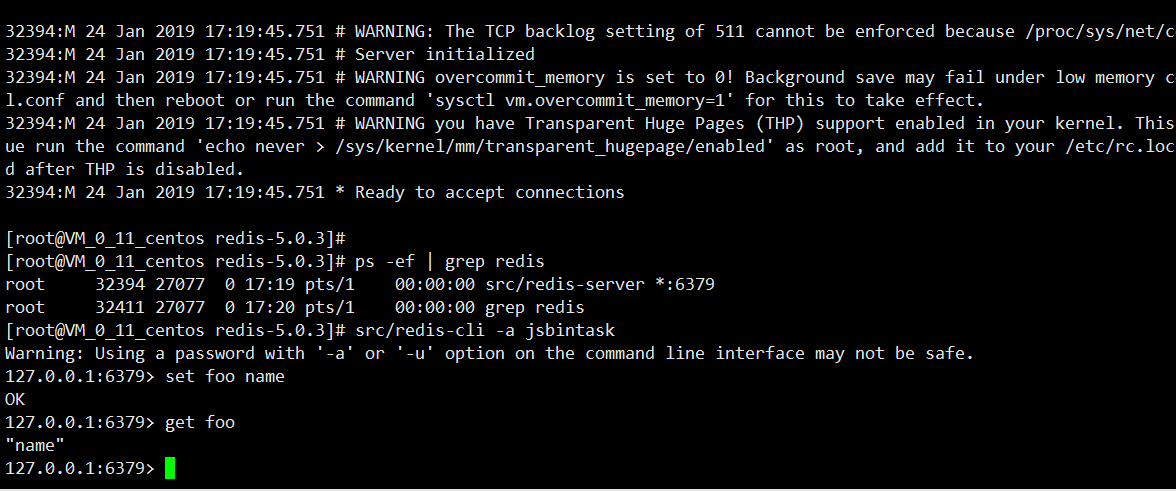 32394:M 24 Jan 2019 17:19:45.751 # WARNING: The TCP backlog setting of 511 cannot be enforced because /proc/sys/net/c
32394:M 24 Jan 2019 17:19:45.751 # Server initialized
32394:M 24 Jan 2019 17:19:45.751 # WARNING overcommit_memory is set to 0! Background save may fail under low memory c
l.conf and then reboot or run the command 'sysctl vm.overcommit_memory=1' for this to take effect.
32394:M 24 Jan 2019 17:19:45.751 # WARNING you have Transparent Huge Pages (THP) support enabled in your kernel. This
ue run the command 'echo never > /sys/kernel/mm/transparent_hugepage/enabled' as root, and add it to your /etc/rc.loc
d after THP is disabled.
32394:M 24 Jan 2019 17:19:45.751 * Ready to accept connections
[root@VM_0_11_centos redis-5.0.3]#
[root@VM_0_11_centos redis-5.0.3]# ps -ef | grep redis
root     32394 27077  0 17:19 pts/1    00:00:00 src/redis-server *:6379
root     32411 27077  0 17:20 pts/1    00:00:00 grep redis
[root@VM_0_11_centos redis-5.0.3]# src/redis-cli -a jsbintask
Warning: Using a password with '-a' or '-u' option on the command line interface may not be safe.
127.0.0.1:6379> set foo name
OK
127.0.0.1:6379> get foo
"name"
127.0.0.1:6379>